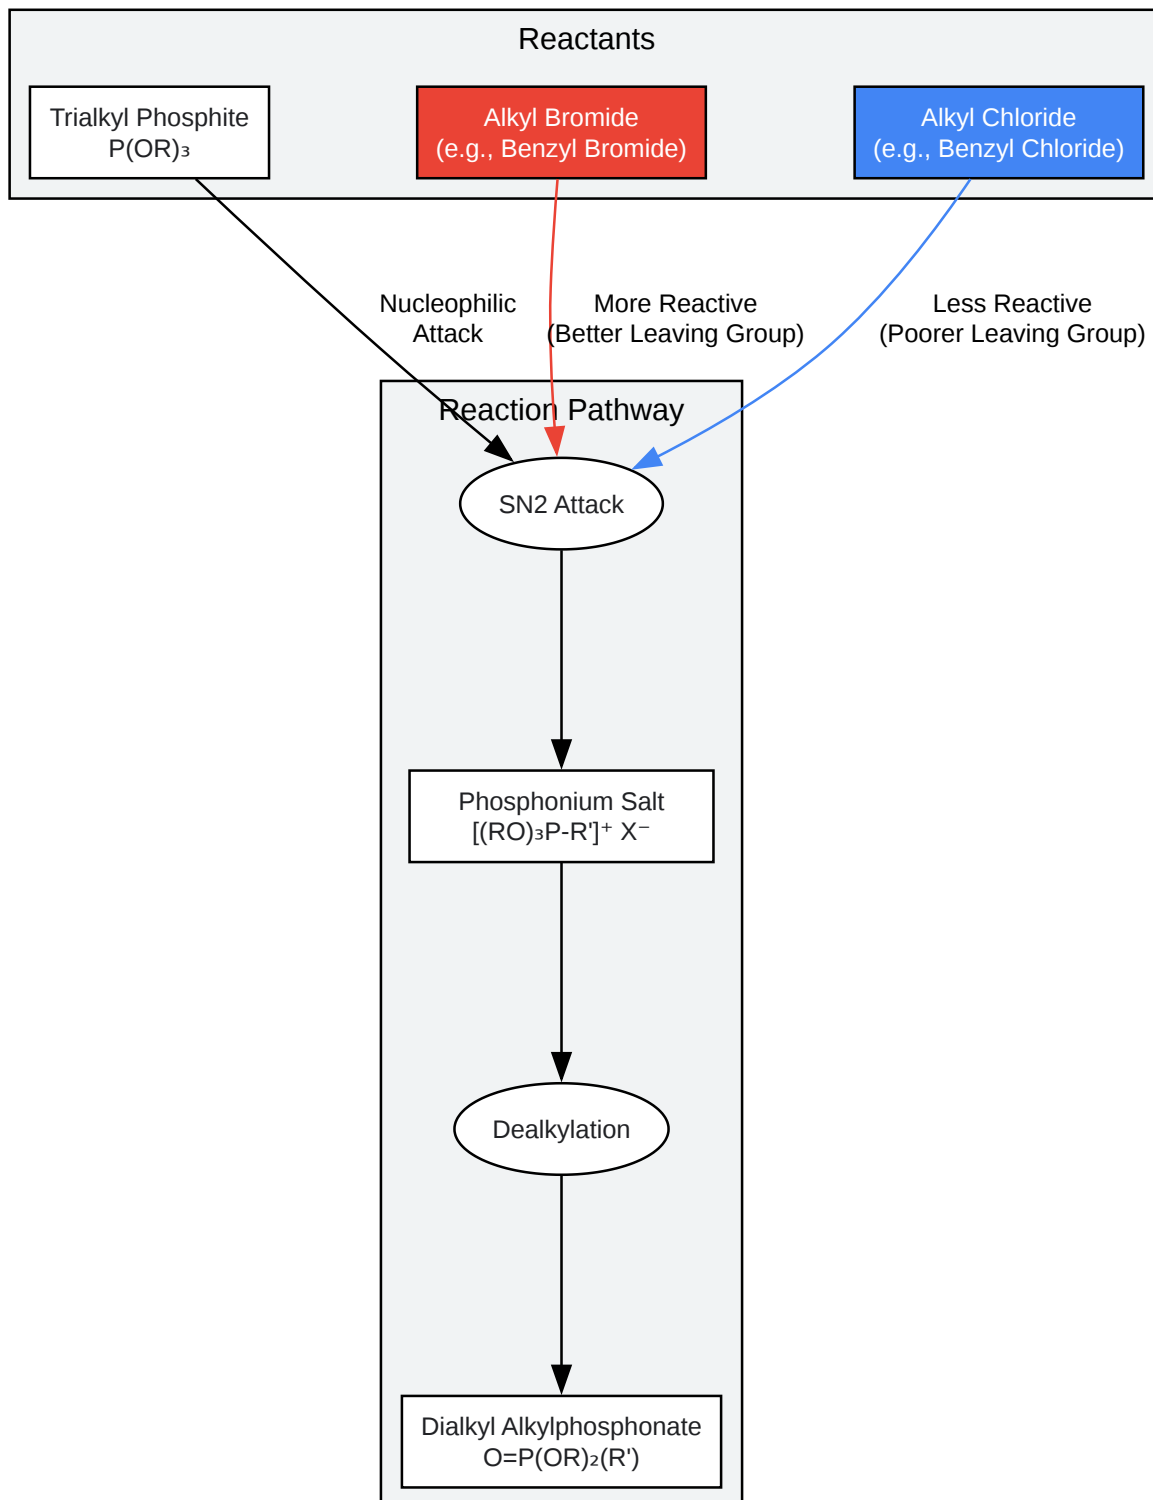 Reactants
Trialkyl Phosphite
P(OR)₃
Alkyl Bromide
(e.g., Benzyl Bromide)
Alkyl Chloride
(e.g., Benzyl Chloride)
Nucleophilic
Attack
More Reactive
(Better Leaving Group)
Less Reactive
(Poorer Leaving Group)
Reaction Pathway
SN2 Attack
Phosphonium Salt
[(RO)₃P-R']⁺ X⁻
Dealkylation
Dialkyl Alkylphosphonate
O=P(OR)₂(R')